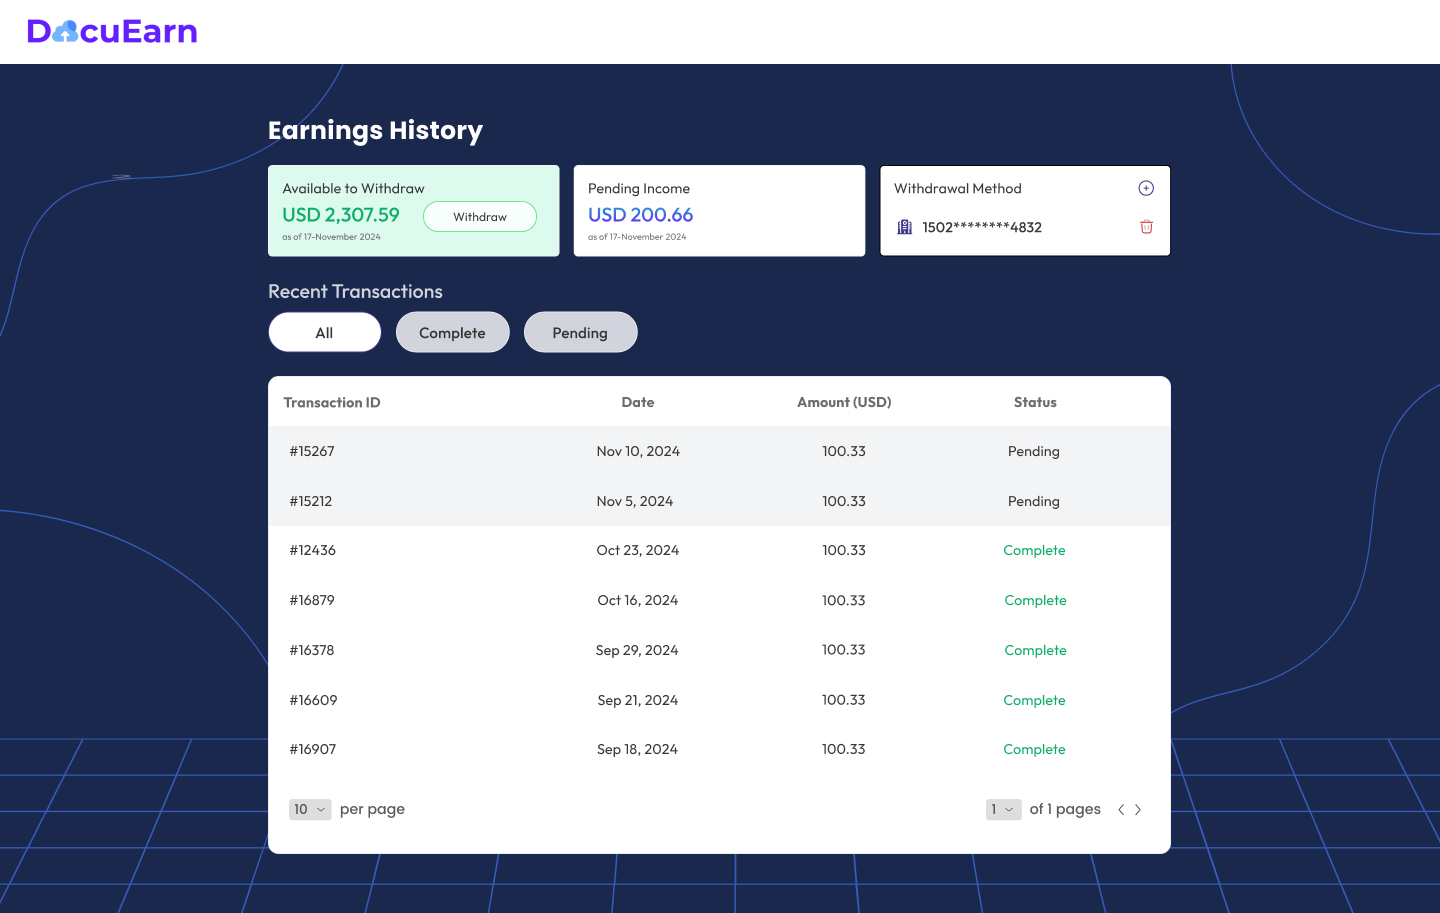 DocuEarn
Earnings History
Available to Withdraw
USD 2,307.59
Withdraw
as of 17-November 2024
Pending Income
USD 200.66
as of 17-November 2024
Withdrawal Method
1502********4832
Recent Transactions
All Complete Pending
Transaction ID Date Amount (USD) Status
#15267 Nov 10, 2024 100.33 Pending
#15212 Nov 5, 2024 100.33 Pending
#12436 Oct 23, 2024 100.33 Complete
#16879 Oct 16, 2024 100.33 Complete
#16378 Sep 29, 2024 100.33 Complete
#16609 Sep 21, 2024 100.33 Complete
#16907 Sep 18, 2024 100.33 Complete
10 per page 1 of 1 pages